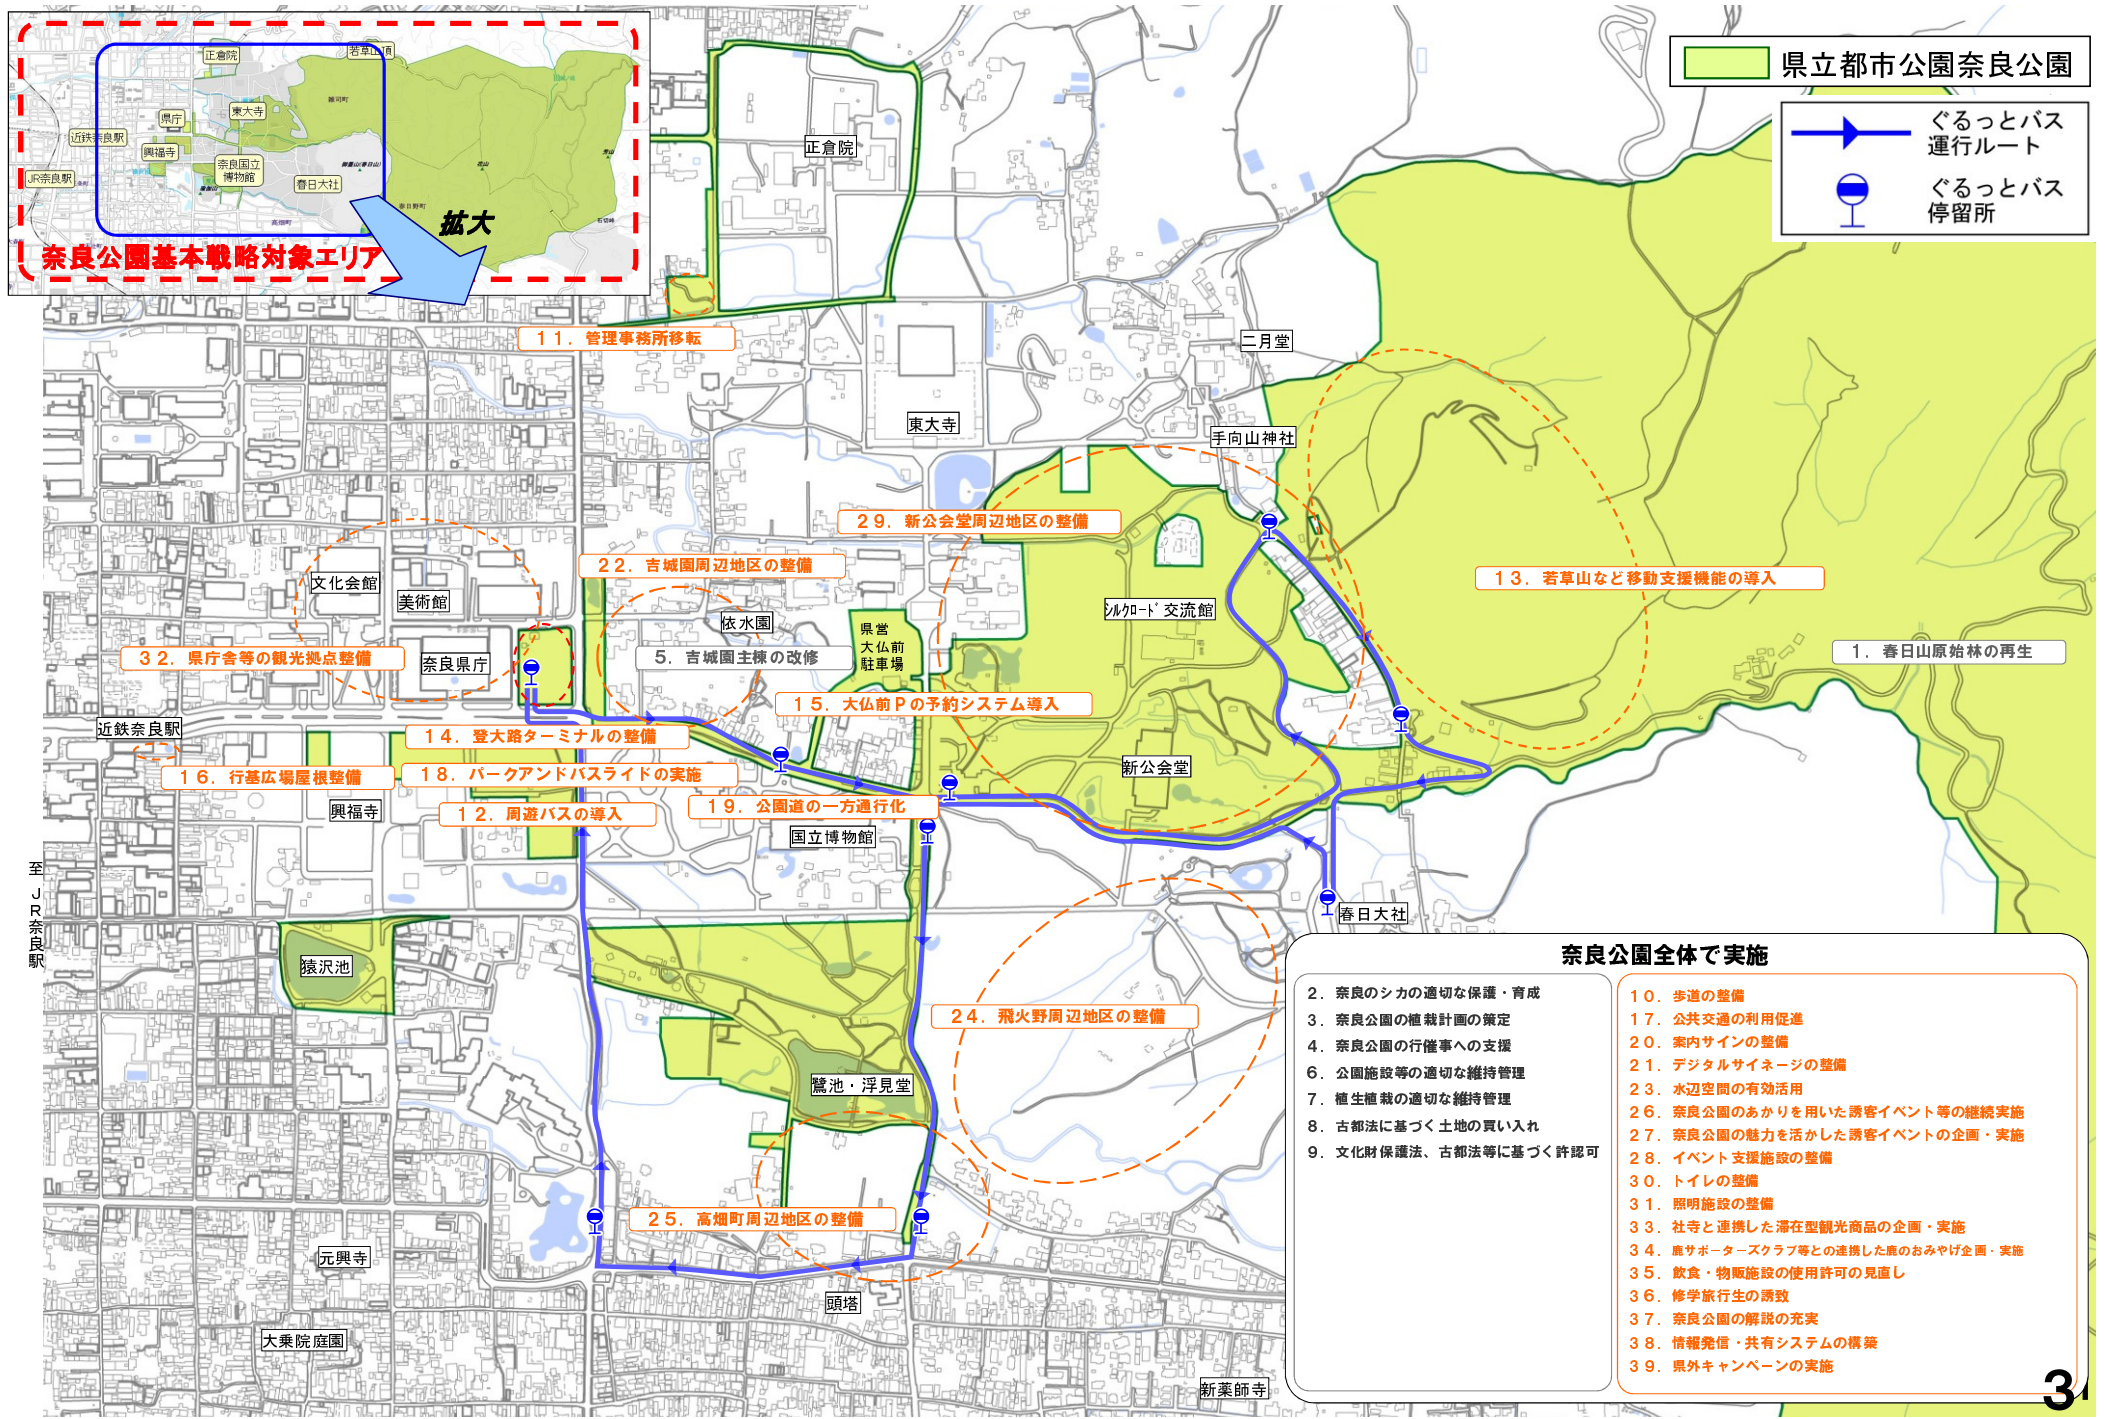 正倉院
若草山頂
県庁
東大寺
近鉄奈良駅
興福寺
奈良国立
博物館
JR奈良駅
春日大社
雑司町
春日野町
高畑町
花山
芳山
石切峠
御蓋山(春日山)
拡大
奈良公園基本戦略対象エリア
県立都市公園奈良公園
ぐるっとバス
運行ルート
ぐるっとバス
停留所
正倉院
11．管理事務所移転
二月堂
東大寺
手向山神社
29．新公会堂周辺地区の整備
22．吉城園周辺地区の整備
13．若草山など移動支援機能の導入
文化会館
美術館
ｼﾙｸﾛｰﾄﾞ交流館
依水園
県営
大仏前
駐車場
32．県庁舎等の観光拠点整備
奈良県庁
5．吉城園主棟の改修
1．春日山原始林の再生
15．大仏前Ｐの予約システム導入
近鉄奈良駅
14．登大路ターミナルの整備
16．行基広場屋根整備
18．パークアンドバスライドの実施
新公会堂
興福寺
12．周遊バスの導入
19．公園道の一方通行化
国立博物館
至 ＪＲ奈良駅
春日大社
猿沢池
24．飛火野周辺地区の整備
鷺池・浮見堂
25．高畑町周辺地区の整備
元興寺
頭塔
大乗院庭園
新薬師寺
奈良公園全体で実施
2．奈良のシカの適切な保護・育成
3．奈良公園の植栽計画の策定
4．奈良公園の行催事への支援
6．公園施設等の適切な維持管理
7．植生植栽の適切な維持管理
8．古都法に基づく土地の買い入れ
9．文化財保護法、古都法等に基づく許認可
10．歩道の整備
17．公共交通の利用促進
20．案内サインの整備
21．デジタルサイネージの整備
23．水辺空間の有効活用
26．奈良公園のあかりを用いた誘客イベント等の継続実施
27．奈良公園の魅力を活かした誘客イベントの企画・実施
28．イベント支援施設の整備
30．トイレの整備
31．照明施設の整備
33．社寺と連携した滞在型観光商品の企画・実施
34．鹿サポーターズクラブ等との連携した鹿のおみやげ企画・実施
35．飲食・物販施設の使用許可の見直し
36．修学旅行生の誘致
37．奈良公園の解説の充実
38．情報発信・共有システムの構築
39．県外キャンペーンの実施
3